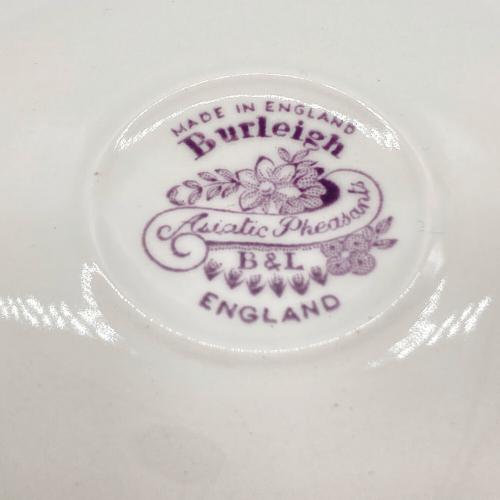 MADE IN ENGLAND
Burleigh
Asiatic Pheasants
B & L
ENGLAND